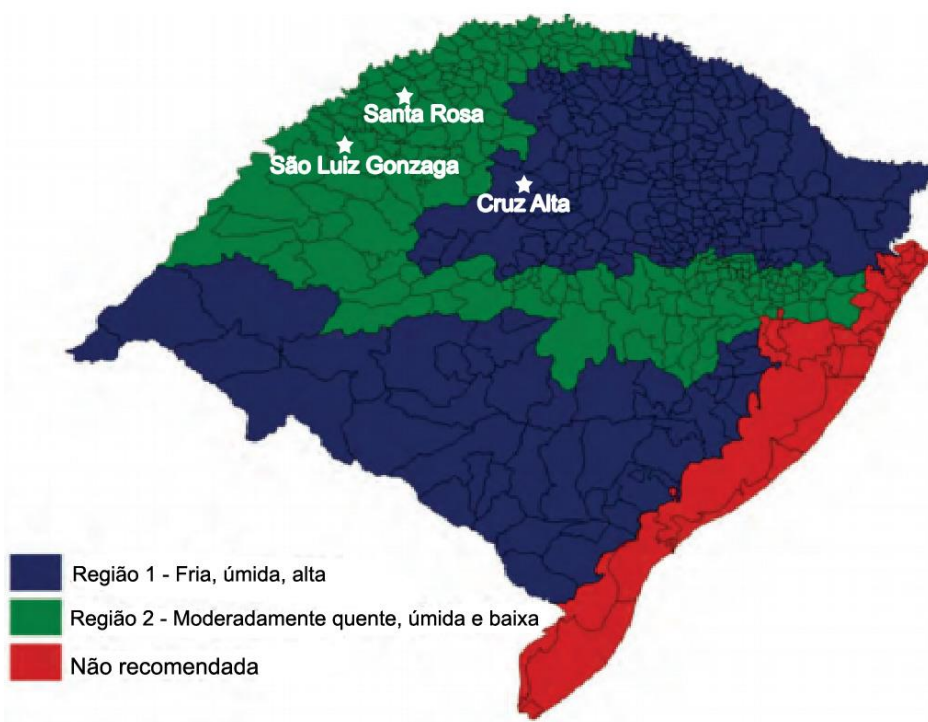 Santa Rosa
São Luiz Gonzaga
Cruz Alta
Região 1 - Fria, úmida, alta
Região 2 - Moderadamente quente, úmida e baixa
Não recomendada